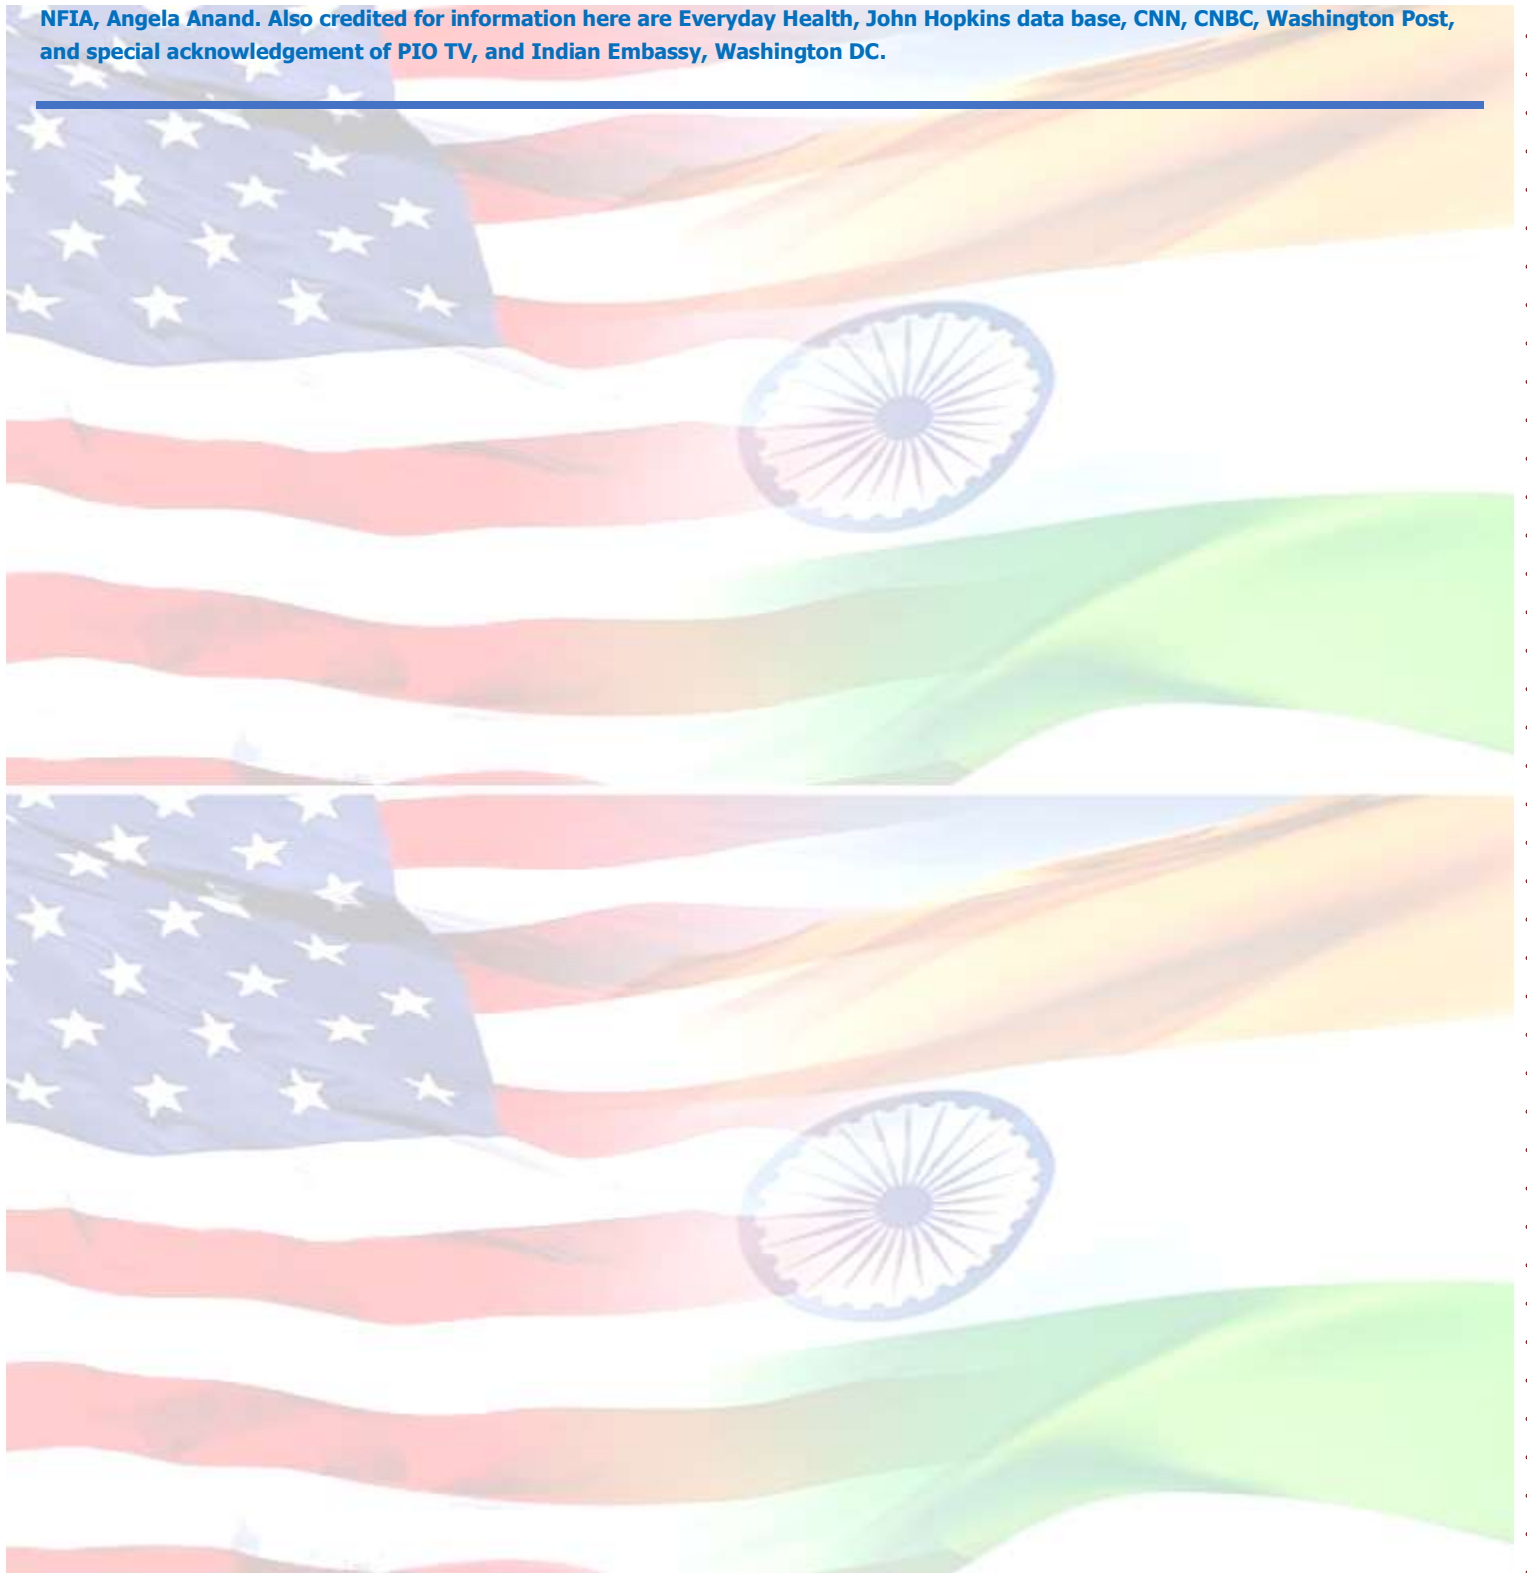 NFIA, Angela Anand. Also credited for information here are Everyday Health, John Hopkins data base, CNN, CNBC, Washington Post,
and special acknowledgement of PIO TV, and Indian Embassy, Washington DC.